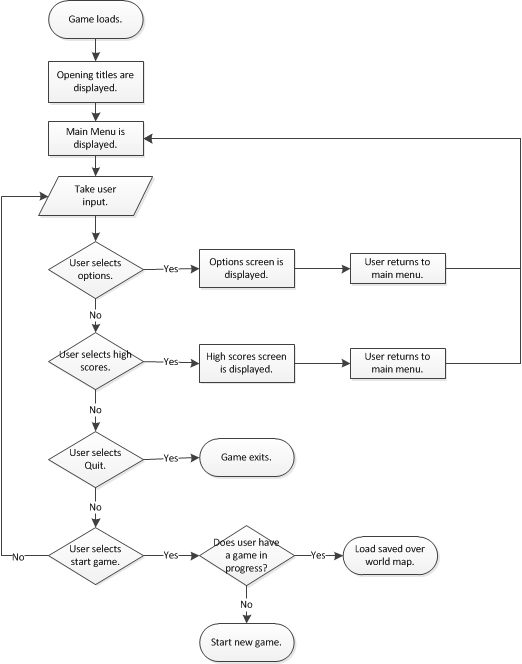 Game loads.
Opening titles are
displayed.
Main Menu is
displayed.
Take user
input.
User selects
options.
Yes
Options screen is
displayed.
User returns to
main menu.
No
User selects high
scores.
Yes
High scores screen
is displayed.
User returns to
main menu.
No
User selects
Quit.
Yes
Game exits.
No
User selects
start game.
No
Yes
Does user have
a game in
progress?
Yes
Load saved over
world map.
No
Start new game.